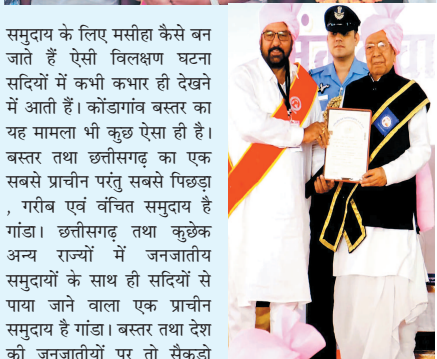 समुदाय के लिए मसीहा कैसे बन
जाते हैं ऐसी विलक्षण घटना
सदियों में कभी कभार ही देखने
में आती हैं। कोंडागांव बस्तर का
यह मामला भी कुछ ऐसा ही है।
बस्तर तथा छत्तीसगढ़ का एक
सबसे प्राचीन परंतु सबसे पिछड़ा
, गरीब एवं वंचित समुदाय है
गांडा। छत्तीसगढ़ तथा कुछेक
अन्य राज्यों में जनजातीय
समुदायों के साथ ही सदियों से
पाया जाने वाला एक प्राचीन
समुदाय है गांडा। बस्तर तथा देश
की जनजातीयों पर तो सैकड़ो